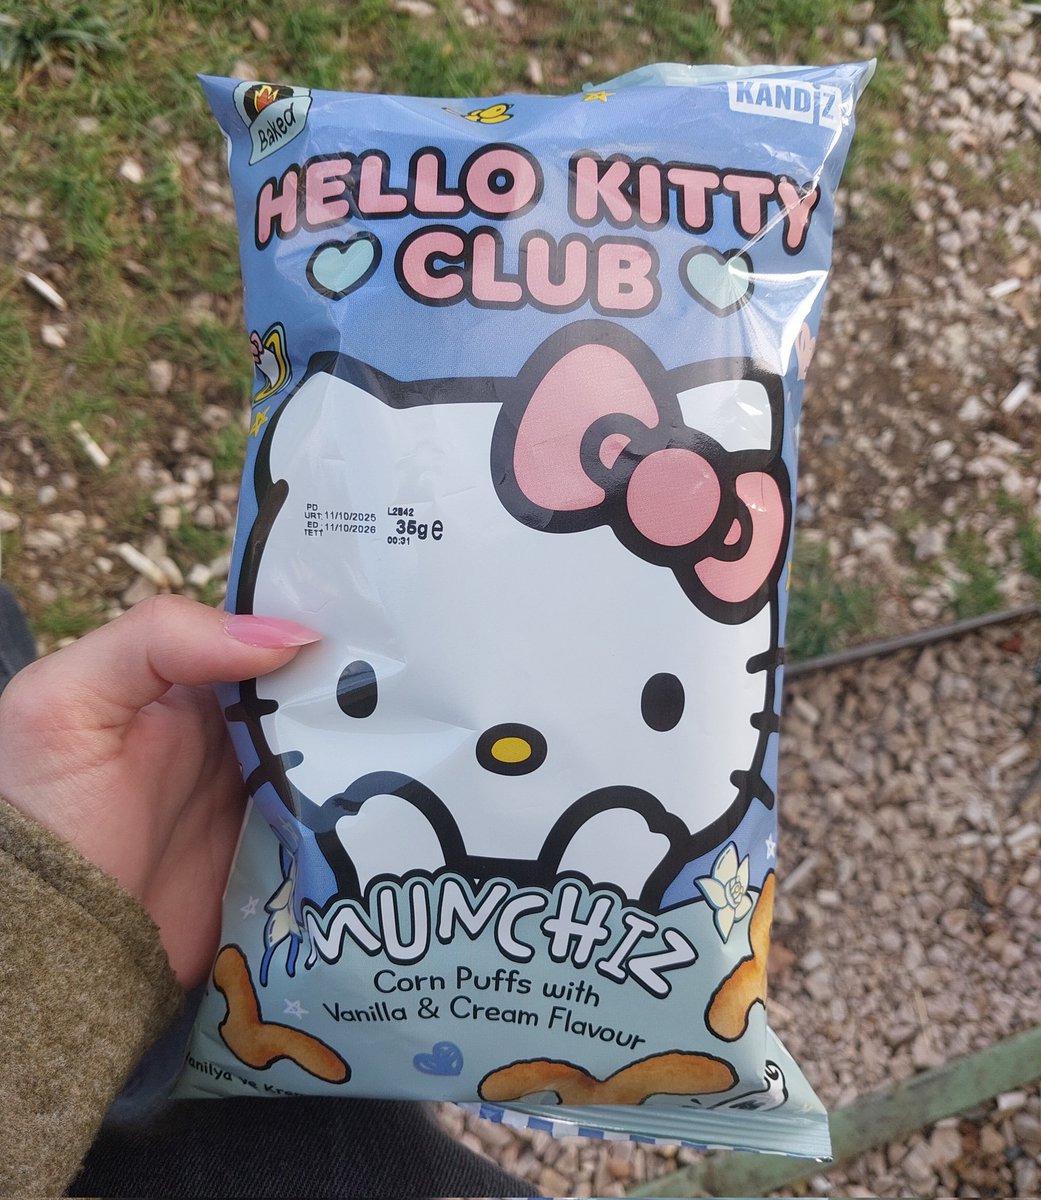 Baked
KANDIZ
HELLO KITTY
CLUB
PD
URT 11/10/2025
ED
TETT 11/10/2026
L2842
35g e
00:31
MUNCHIZ
Corn Puffs with
Vanilla & Cream Flavour